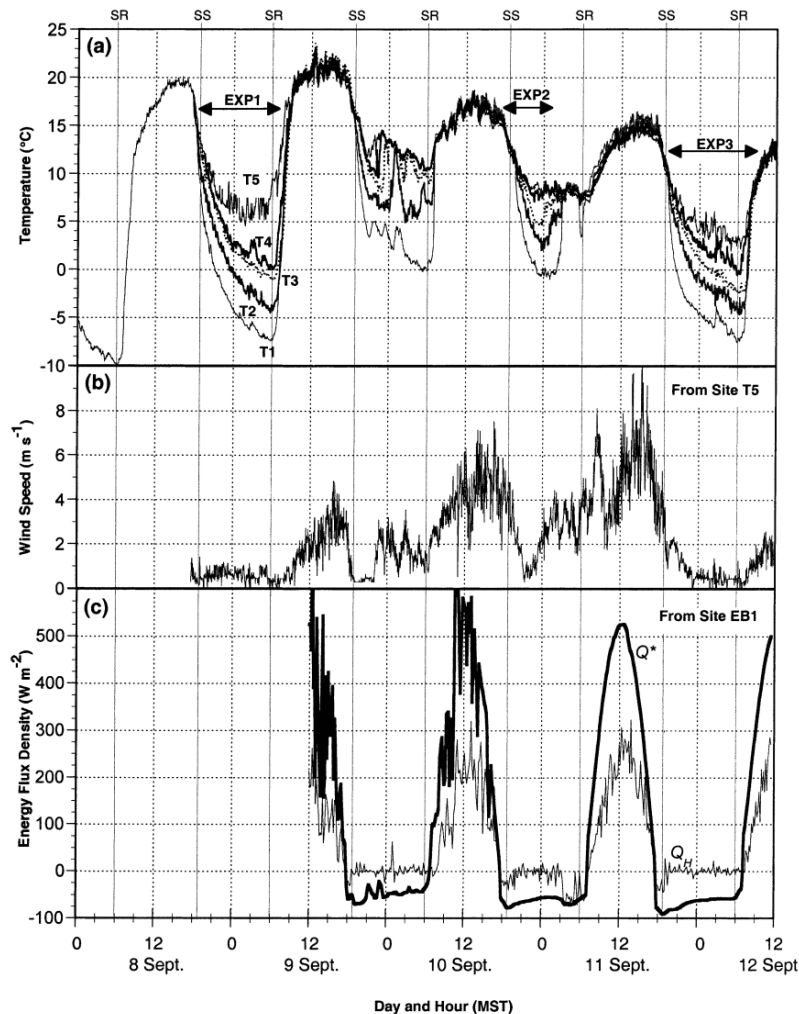 SR SS SR SS SR SS SR SS SR
(a)
25
20
15
10
5
0
-5
-10
Temperature (°C)
EXP1
EXP2
EXP3
T5
T4
T3
T2
T1
(b)
From Site T5
8
6
4
2
0
Wind Speed (m s⁻¹)
(c)
From Site EB1
500
400
300
200
100
0
-100
Energy Flux Density (W m⁻²)
Q*
Q_H
0 12 0 12 0 12 0 12 0 12
8 Sept. 9 Sept. 10 Sept. 11 Sept. 12 Sept
Day and Hour (MST)